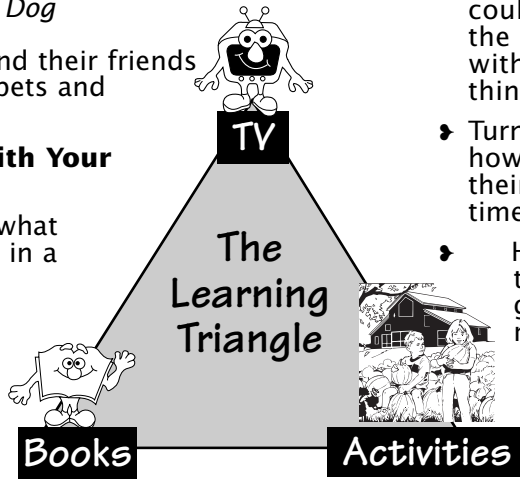 Dog
nd their friends
pets and
ith Your
what
in a
TV
The
Learning
Triangle
Books
Activities
coul
the
with
thin
❥ Turn
how
their
time
❥ H
t
g
r